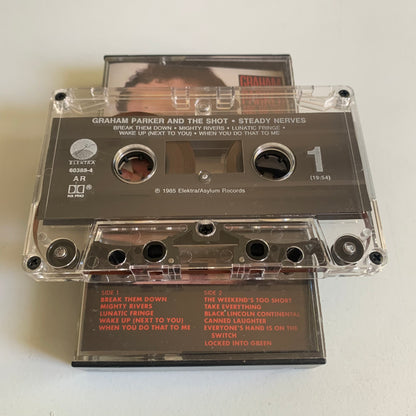 GRAHAM
GRAHAM PARKER AND THE SHOT • STEADY NERVES
BREAK THEM DOWN • MIGHTY RIVERS • LUNATIC FRINGE •
WAKE UP (NEXT TO YOU) • WHEN YOU DO THAT TO ME
ELEKTRA
60388-4
AR
DOLBY HX PRO
1
(19:54)
℗ 1985 Elektra/Asylum Records
SIDE 1
BREAK THEM DOWN
MIGHTY RIVERS
LUNATIC FRINGE
WAKE UP (NEXT TO YOU)
WHEN YOU DO THAT TO ME
SIDE 2
THE WEEKEND'S TOO SHORT
TAKE EVERYTHING
BLACK LINCOLN CONTINENTAL
CANNED LAUGHTER
EVERYONE'S HAND IS ON THE
SWITCH
LOCKED INTO GREEN